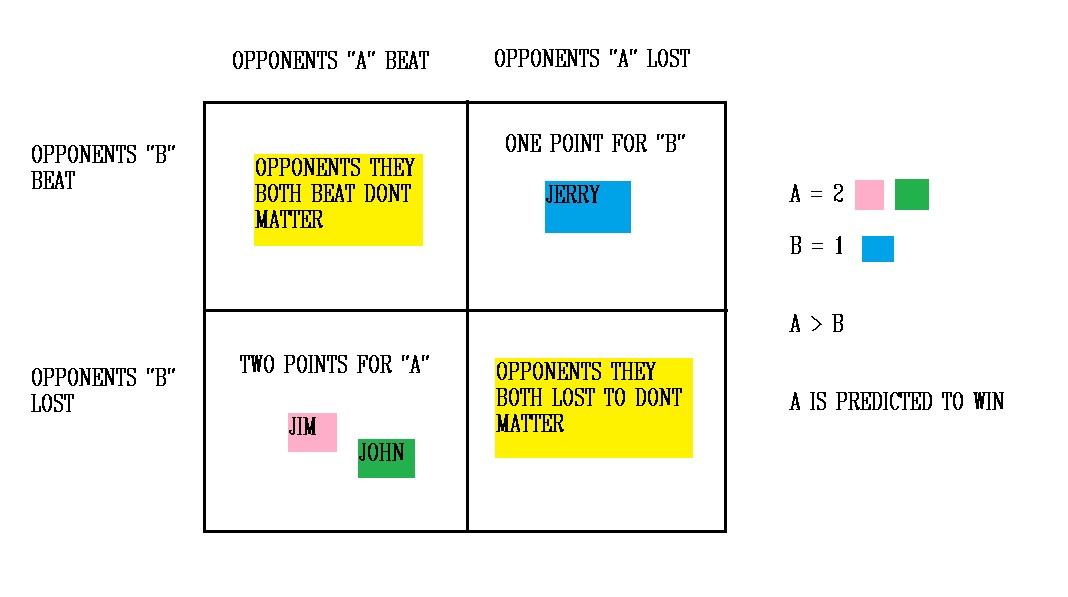 OPPONENTS "A" BEAT
OPPONENTS "A" LOST
OPPONENTS "B"
BEAT
OPPONENTS THEY
BOTH BEAT DONT
MATTER
ONE POINT FOR "B"
JERRY
A = 2
B = 1
A > B
OPPONENTS "B"
LOST
TWO POINTS FOR "A"
JIM
JOHN
OPPONENTS THEY
BOTH LOST TO DONT
MATTER
A IS PREDICTED TO WIN